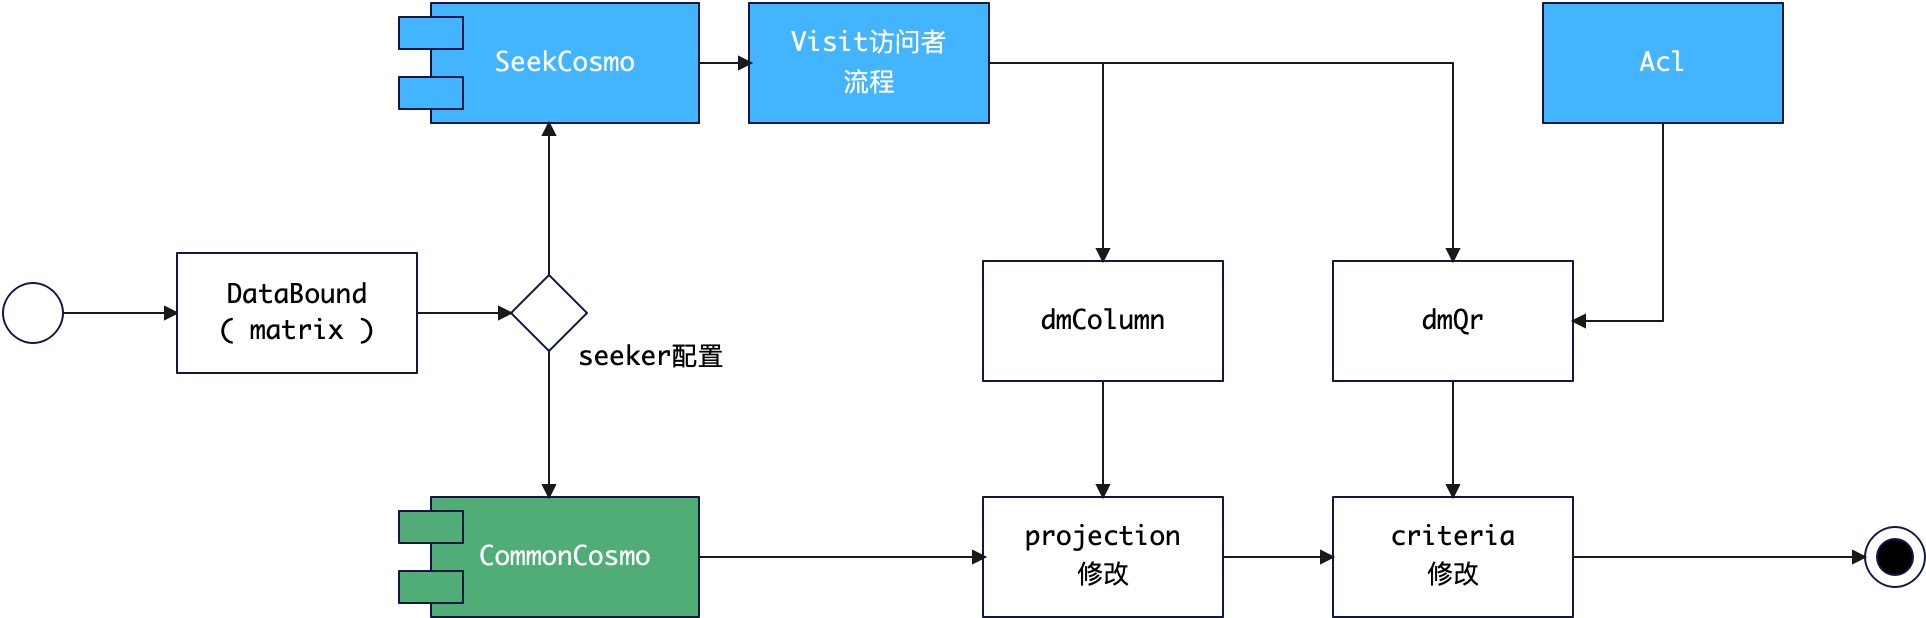 SeekCosmo
Visit访问者
流程
Acl
DataBound
( matrix )
seeker配置
dmColumn
dmQr
CommonCosmo
projection
修改
criteria
修改